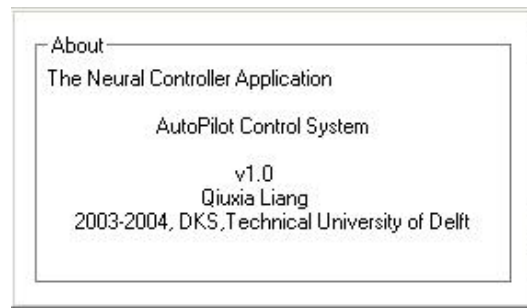 About
The Neural Controller Application
AutoPilot Control System
v1.0
Qiuxia Liang
2003-2004, DKS,Technical University of Delft